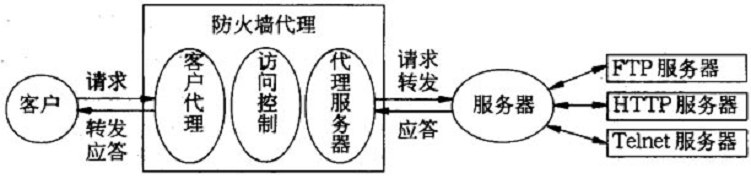 防火墙代理
客户
请求
转发
应答
客户代理
访问控制
代理服务器
请求
转发
应答
服务器
FTP服务器
HTTP服务器
Telnet服务器